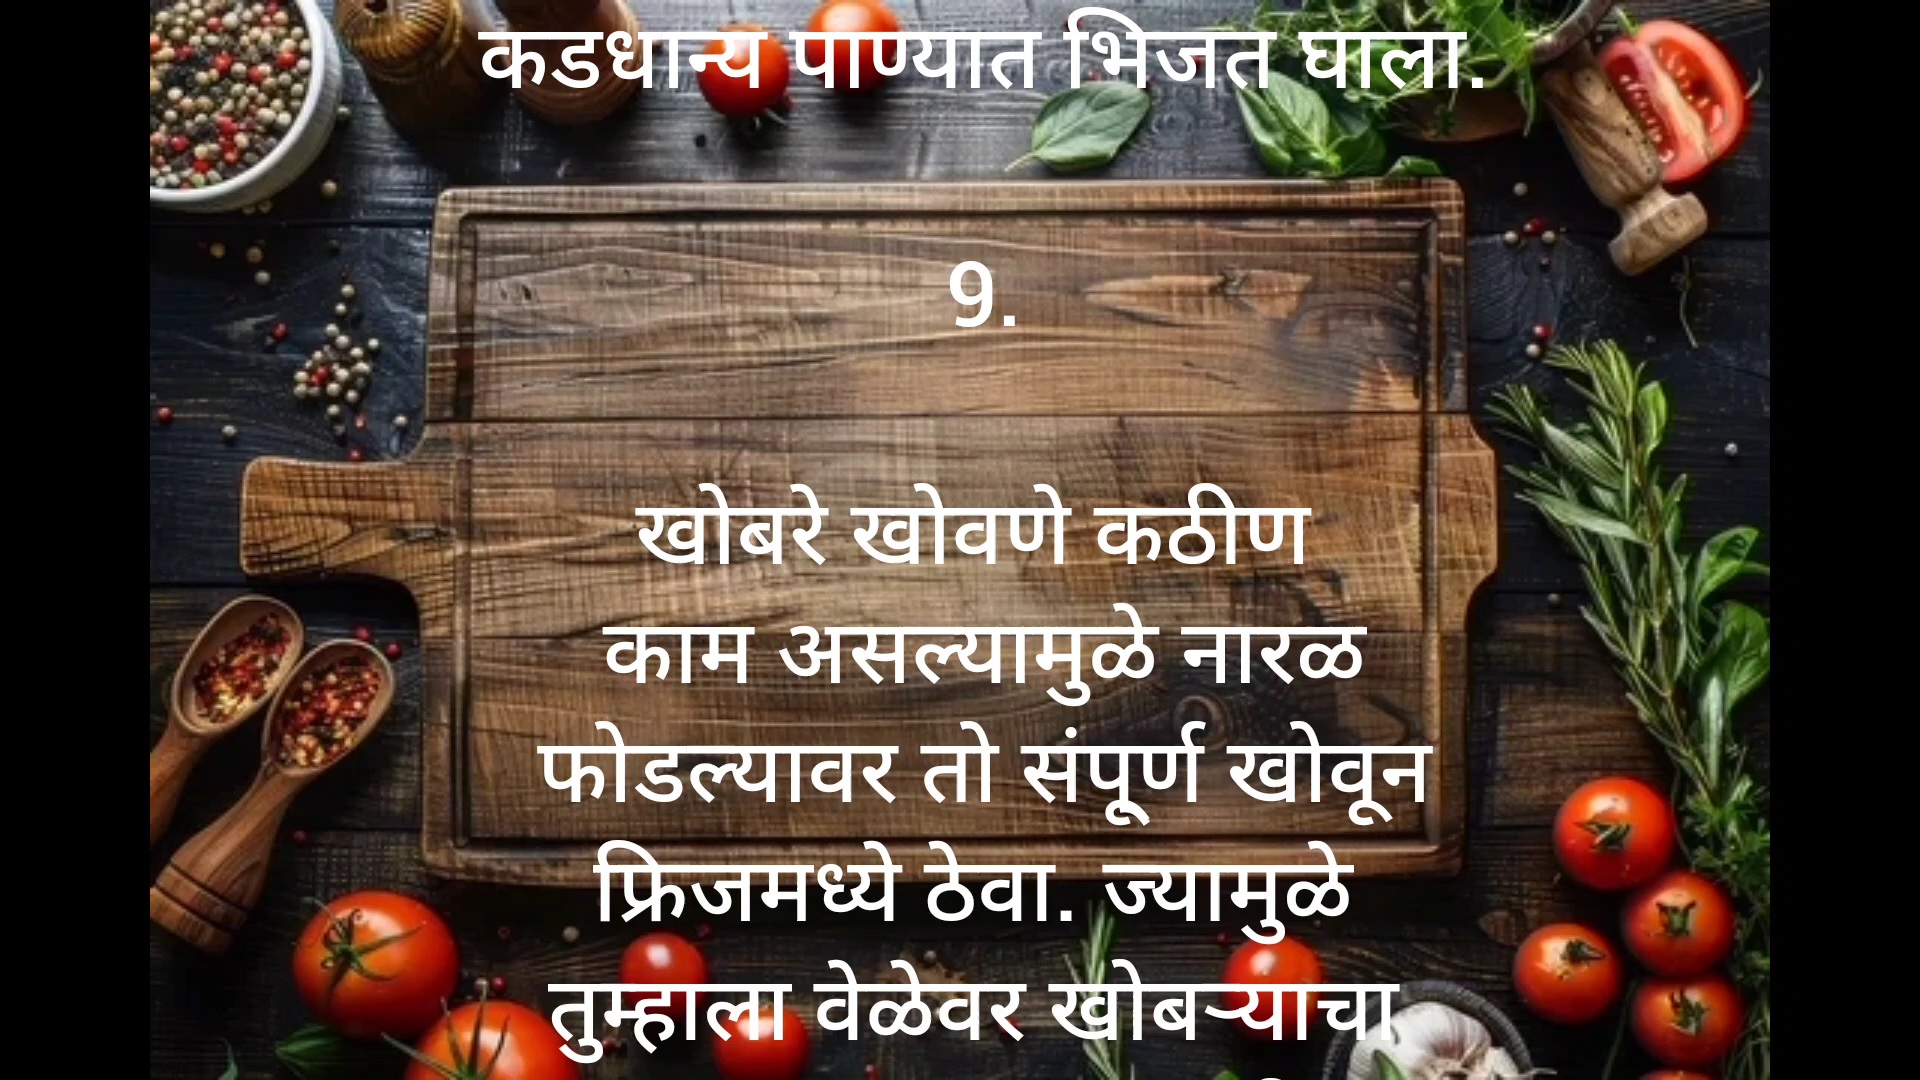 कडधान्य पाण्यात भिजत घाला.
9.
खोबरे खोवणे कठीण
काम असल्यामुळे नारळ
फोडल्यावर तो संपूर्ण खोवून
फ्रिजमध्ये ठेवा. ज्यामुळे
तुम्हाला वेळेवर खोबऱ्याचा